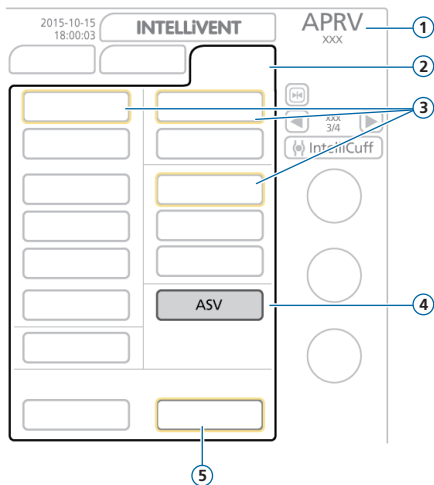 2015-10-15
18:00:03
INTELLiVENT
APRV
xxx
1
2
3
xxx
3/4
IntelliCuff
ASV
4
5